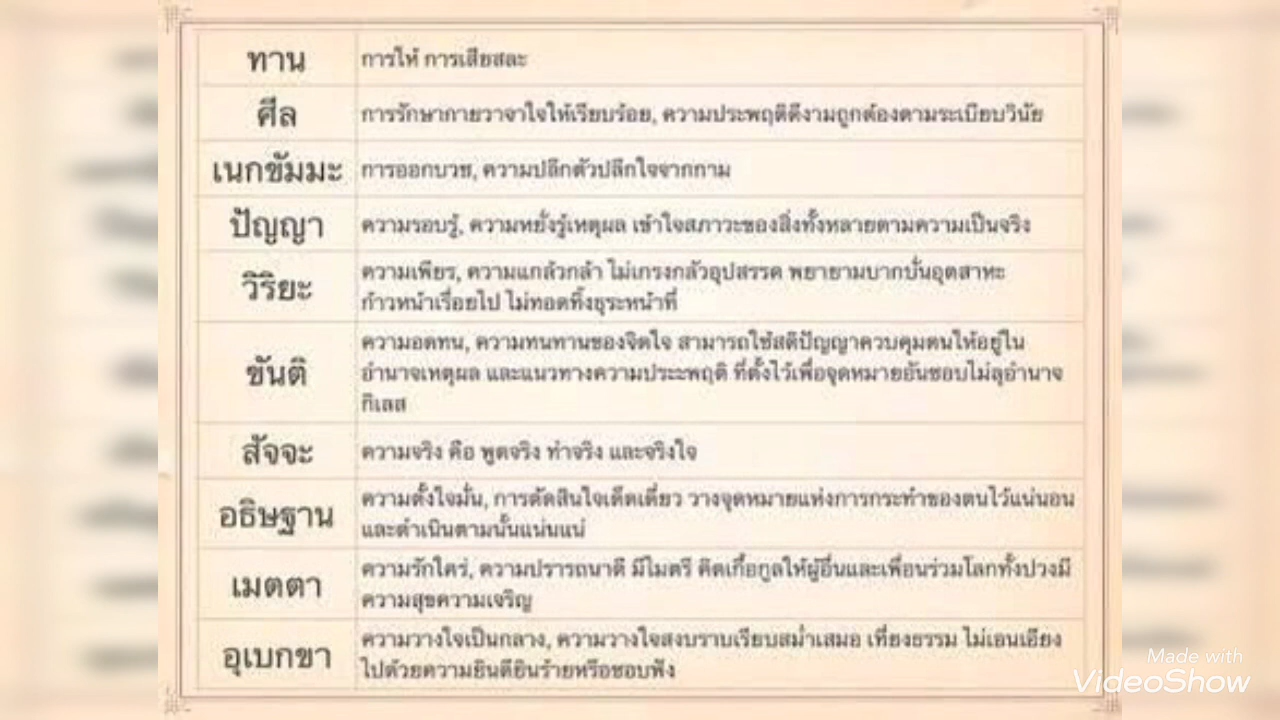 ทาน
การให้ การเสียสละ
ศีล
การรักษากายวาจาใจให้เรียบร้อย, ความประพฤติดีงามถูกต้องตามระเบียบวินัย
เนกขัมมะ
การออกบวช, ความปลีกตัวปลีกใจจากกาม
ปัญญา
ความรอบรู้, ความหยั่งรู้เหตุผล เข้าใจสภาวะของสิ่งทั้งหลายตามความเป็นจริง
วิริยะ
ความเพียร, ความแกล้วกล้า ไม่เกรงกลัวอุปสรรค พยายามบากบั่นอุตสาหะ
ก้าวหน้าเรื่อยไป ไม่ทอดทิ้งธุระหน้าที่
ขันติ
ความอดทน, ความทนทานของจิตใจ สามารถใช้สติปัญญาควบคุมตนให้อยู่ใน
อำนาจเหตุผล และแนวทางความประะพฤติ ที่ตั้งไว้เพื่อจุดหมายอันชอบไม่ลุอำนาจ
กิเลส
สัจจะ
ความจริง คือ พูดจริง ทำจริง และจริงใจ
อธิษฐาน
ความตั้งใจมั่น, การตัดสินใจเด็ดเดี่ยว วางจุดหมายแห่งการกระทำของตนไว้แน่นอน
และดำเนินตามนั้นแน่นแน่
เมตตา
ความรักใคร่, ความปรารถนาดี มีไมตรี คิดเกื้อกูลให้ผู้อื่นและเพื่อนร่วมโลกทั้งปวงมี
ความสุขความเจริญ
อุเบกขา
ความวางใจเป็นกลาง, ความวางใจสงบราบเรียบสม่ำเสมอ เที่ยงธรรม ไม่เอนเอียง
ไปด้วยความยินดียินร้ายหรือชอบพัง
Made with
VideoShow